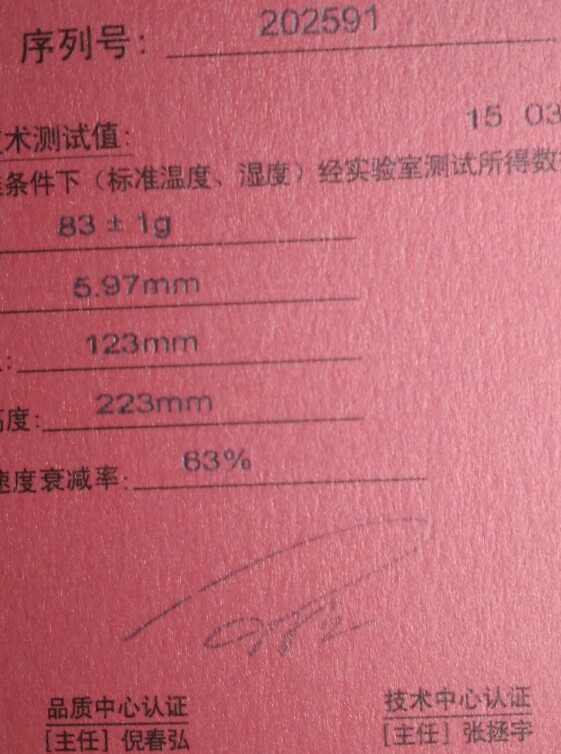 序列号: 202591
15 03
术测试值:
条件下（标准温度、湿度）经实验室测试所得数
83 ± 1g
5.97mm
: 123mm
度: 223mm
速度衰减率: 63%
品质中心认证 技术中心认证
[主任] 倪春弘 [主任] 张拯宇